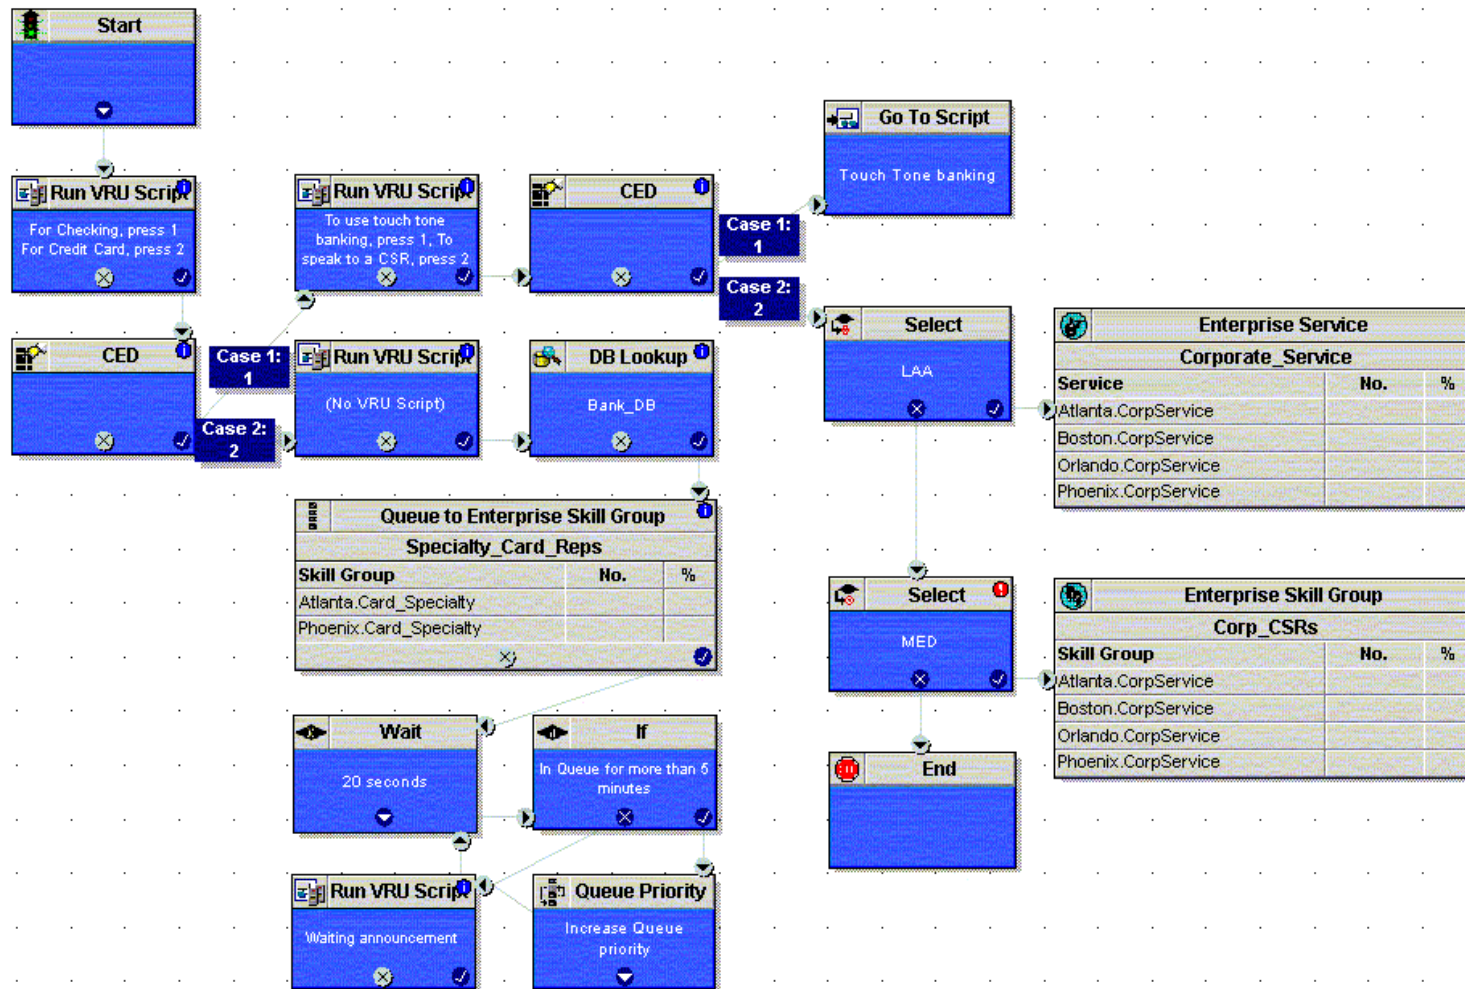 Start
Run VRU Script
For Checking, press 1
For Credit Card, press 2
CED
Case 1:
1
Case 2:
2
Run VRU Script
To use touch tone
banking, press 1, To
speak to a CSR, press 2
CED
Case 1:
1
Case 2:
2
Go To Script
Touch Tone banking
Run VRU Script
(No VRU Script)
DB Lookup
Bank_DB
Select
LAA
Enterprise Service
Corporate_Service
Service No. %
Atlanta.CorpService
Boston.CorpService
Orlando.CorpService
Phoenix.CorpService
Queue to Enterprise Skill Group
Specialty_Card_Reps
Skill Group No. %
Atlanta.Card_Specialty
Phoenix.Card_Specialty
Select
MED
Enterprise Skill Group
Corp_CSRs
Skill Group No. %
Atlanta.CorpService
Boston.CorpService
Orlando.CorpService
Phoenix.CorpService
Wait
20 seconds
If
In Queue for more than 5
minutes
End
Run VRU Script
Waiting announcement
Queue Priority
Increase Queue
priority